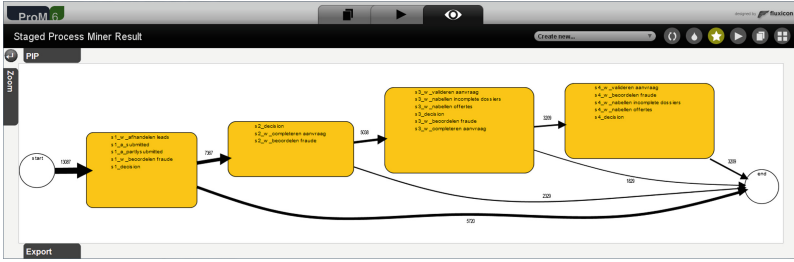 ProM 6
designed by fluxicon
Staged Process Miner Result
Create new...
PIP
Zoom
start
13087
s1_w_afhandelen leads
s1_a_submitted
s1_a_partlysubmitted
s1_w_beoordelen fraude
s1_decision
7367
s2_decision
s2_w_completeren aanvraag
s2_w_beoordelen fraude
5038
s3_w_valideren aanvraag
s3_w_nabellen incomplete dossiers
s3_w_nabellen offertes
s3_decision
s3_w_beoordelen fraude
s3_w_completeren aanvraag
3209
s4_w_valideren aanvraag
s4_w_beoordelen fraude
s4_w_nabellen incomplete dossiers
s4_w_nabellen offertes
s4_decision
3209
end
1829
2329
5720
Export